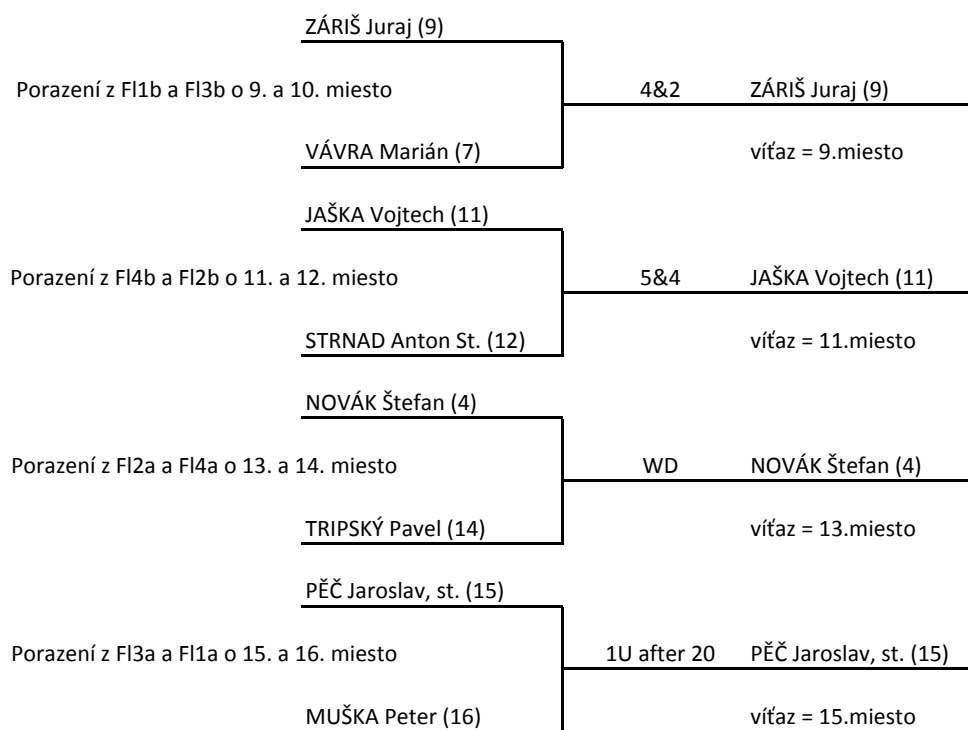 ZÁRIŠ Juraj (9)
Porazení z Fl1b a Fl3b o 9. a 10. miesto 4&2 ZÁRIŠ Juraj (9)
VÁVRA Marián (7) víťaz = 9.miesto
JAŠKA Vojtech (11)
Porazení z Fl4b a Fl2b o 11. a 12. miesto 5&4 JAŠKA Vojtech (11)
STRNAD Anton St. (12) víťaz = 11.miesto
NOVÁK Štefan (4)
Porazení z Fl2a a Fl4a o 13. a 14. miesto WD NOVÁK Štefan (4)
TRIPSKÝ Pavel (14) víťaz = 13.miesto
PĚČ Jaroslav, st. (15)
Porazení z Fl3a a Fl1a o 15. a 16. miesto 1U after 20 PĚČ Jaroslav, st. (15)
MUŠKA Peter (16) víťaz = 15.miesto